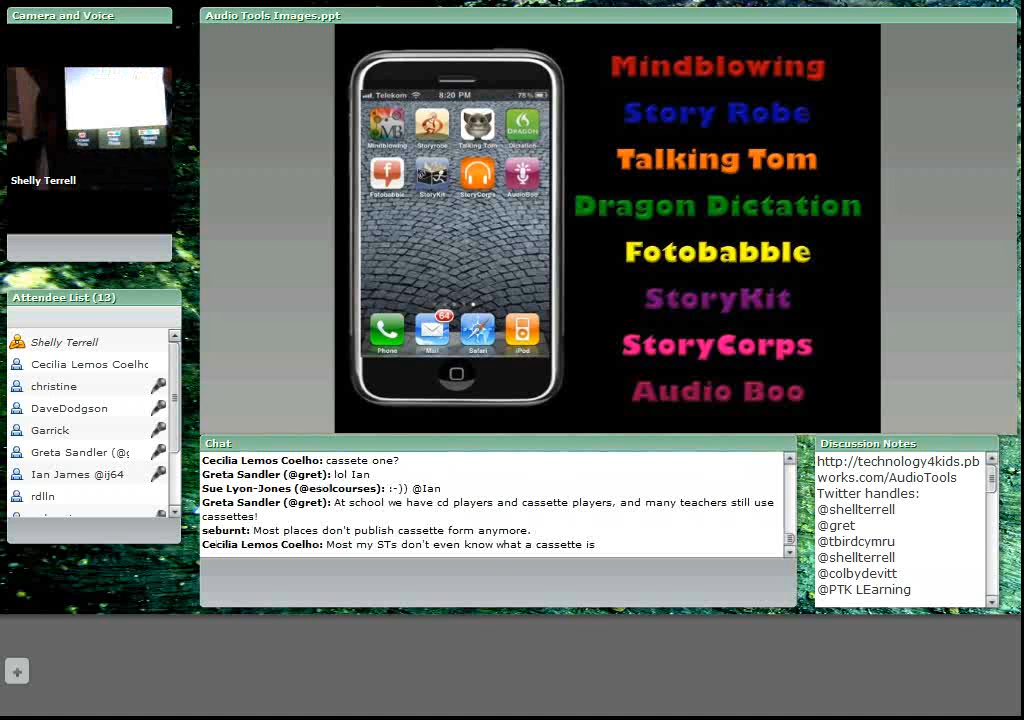 Camera and Voice
Shelly Terrell
Attendee List (13)
Shelly Terrell
Cecilia Lemos Coelho
christine
DaveDodgson
Garrick
Greta Sandler (@g
Ian James @ij64
rdlln
Audio Tools Images.ppt
Telekom 8:20 PM 78%
Mindblowing Storyrobe Talking Tom Dictation
Fotobabble StoryKit StoryCorps AudioBoo
64
Phone Mail Safari iPod
Mindblowing
Story Robe
Talking Tom
Dragon Dictation
Fotobabble
StoryKit
StoryCorps
Audio Boo
Chat
Cecilia Lemos Coelho: cassete one?
Greta Sandler (@gret): lol Ian
Sue Lyon-Jones (@esolcourses): :-)) @Ian
Greta Sandler (@gret): At school we have cd players and cassette players, and many teachers still use
cassettes!
seburnt: Most places don't publish cassette form anymore.
Cecilia Lemos Coelho: Most my STs don't even know what a cassette is
Discussion Notes
http://technology4kids.pb
works.com/AudioTools
Twitter handles:
@shellterrell
@gret
@tbirdcymru
@shellterrell
@colbydevitt
@PTK LEarning